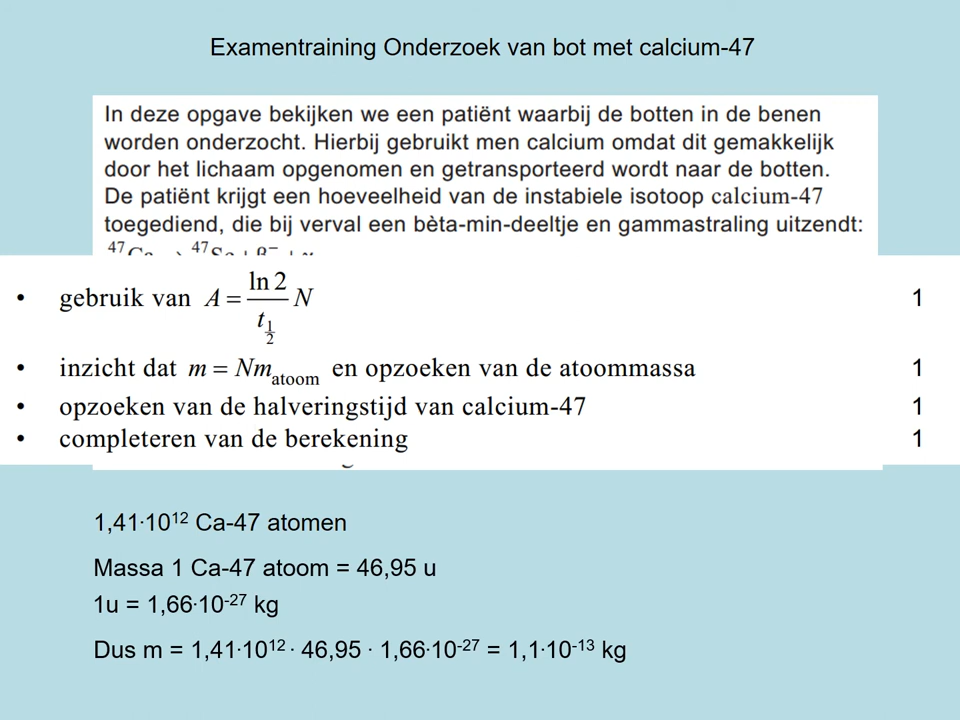 Examentraining Onderzoek van bot met calcium-47
In deze opgave bekijken we een patiënt waarbij de botten in de benen
worden onderzocht. Hierbij gebruikt men calcium omdat dit gemakkelijk
door het lichaam opgenomen en getransporteerd wordt naar de botten.
De patiënt krijgt een hoeveelheid van de instabiele isotoop calcium-47
toegediend, die bij verval een bèta-min-deeltje en gammastraling uitzendt:
• gebruik van A = ln 2 / t½ N 1
• inzicht dat m = Nm_atoom en opzoeken van de atoommassa 1
• opzoeken van de halveringstijd van calcium-47 1
• completeren van de berekening 1
1,41·10¹² Ca-47 atomen
Massa 1 Ca-47 atoom = 46,95 u
1u = 1,66·10⁻²⁷ kg
Dus m = 1,41·10¹² · 46,95 · 1,66·10⁻²⁷ = 1,1·10⁻¹³ kg